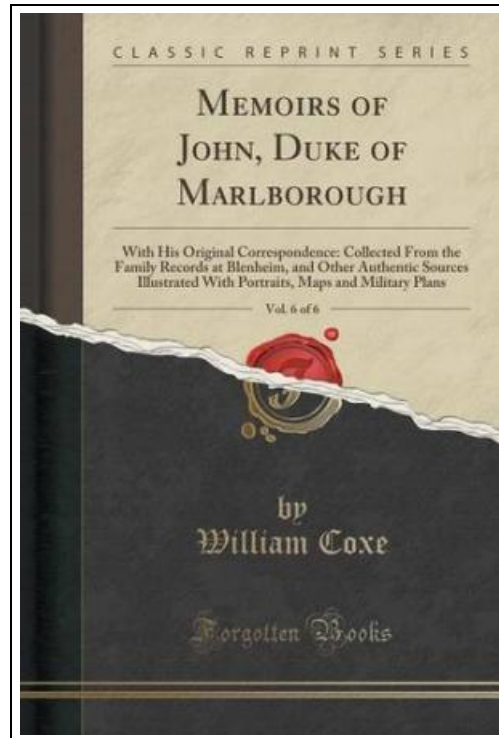 CLASSIC REPRINT SERIES
MEMOIRS OF
JOHN, DUKE OF
MARLBOROUGH
With His Original Correspondence: Collected From the
Family Records at Blenheim, and Other Authentic Sources
Illustrated With Portraits, Maps and Military Plans
Vol. 6 of 6
by
William Coxe
Forgotten Books